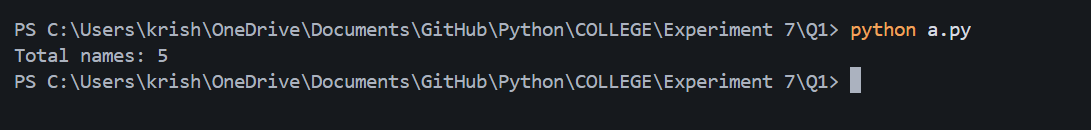 PS C:\Users\krish\OneDrive\Documents\GitHub\Python\COLLEGE\Experiment 7\Q1> python a.py
Total names: 5
PS C:\Users\krish\OneDrive\Documents\GitHub\Python\COLLEGE\Experiment 7\Q1>